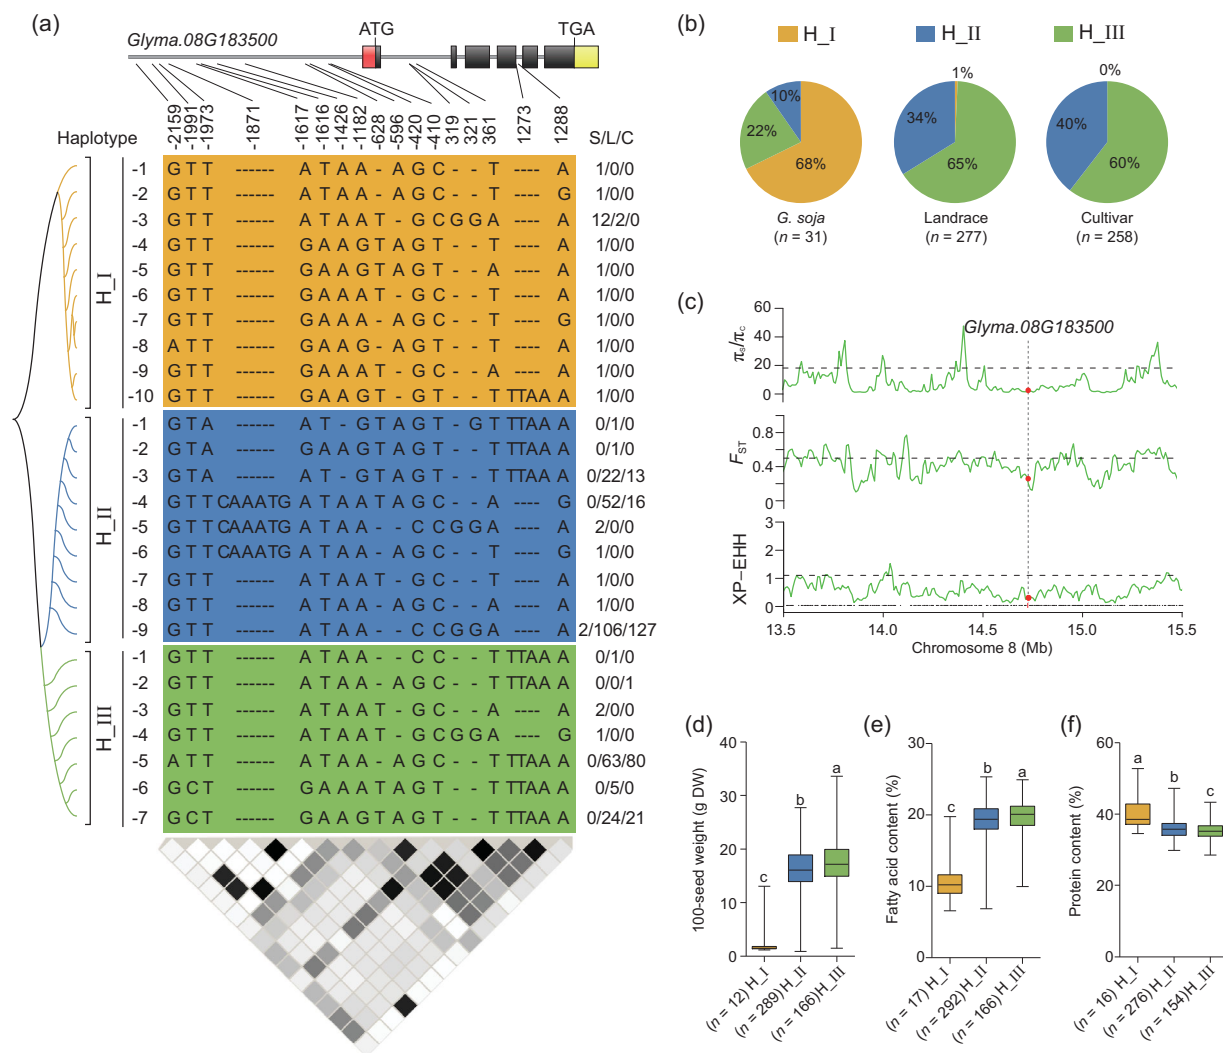 (a)
Glyma.08G183500
ATG
TGA
Haplotype
-2159
-1991
-1973
-1871
-1617
-1616
-1426
-1182
-628
-596
-420
-410
319
321
361
1273
1288
S/L/C
H_I
-1 G T T ------ A T A A - A G C - - T ---- A 1/0/0
-2 G T T ------ A T A A - A G C - - T ---- G 1/0/0
-3 G T T ------ A T A A T - G C G G A ---- A 12/2/0
-4 G T T ------ G A A G T A G T - - T ---- A 1/0/0
-5 G T T ------ G A A G T A G T - - A ---- A 1/0/0
-6 G T T ------ G A A A T - G C - - T ---- A 1/0/0
-7 G T T ------ G A A A - A G T - - T ---- G 1/0/0
-8 A T T ------ G A A G - A G T - - T ---- A 1/0/0
-9 G T T ------ G A A G T - G C - - A ---- A 1/0/0
-10 G T T ------ G A A G T - G T - - T TTAA A 1/0/0
H_II
-1 G T A ------ A T - G T A G T - G T TTAA A 0/1/0
-2 G T A ------ G A A G T A G T - - T TTAA A 0/1/0
-3 G T A ------ A T - G T A G T - - T TTAA A 0/22/13
-4 G T T CAAATG A T A A T A G C - - A ---- G 0/52/16
-5 G T T CAAATG A T A A - - C C G G A ---- A 2/0/0
-6 G T T CAAATG A T A A - A G C - - A ---- G 1/0/0
-7 G T T ------ A T A A T - G C - - T ---- A 1/0/0
-8 G T T ------ A T A A - A G C - - A ---- A 1/0/0
-9 G T T ------ A T A A - - C C G G A ---- A 2/106/127
H_III
-1 G T T ------ A T A A - - C C - - T TTAA A 0/1/0
-2 G T T ------ A T A A - A G C - - T TTAA A 0/0/1
-3 G T T ------ A T A A T - G C - - A ---- A 2/0/0
-4 G T T ------ A T A A T - G C G G A ---- G 1/0/0
-5 A T T ------ A T A A - A G C - - T TTAA A 0/63/80
-6 G C T ------ G A A A T A G T - - T ---- A 0/5/0
-7 G C T ------ G A A G T A G T - - T TTAA A 0/24/21
(b)
H_I H_II H_III
10%
22%
68%
G. soja
(n = 31)
1%
34%
65%
Landrace
(n = 277)
0%
40%
60%
Cultivar
(n = 258)
(c)
Glyma.08G183500
πs/πc
60
40
20
0
FST
0.8
0.4
0
XP–EHH
3
2
1
0
13.5 14.0 14.5 15.0 15.5
Chromosome 8 (Mb)
(d)
100-seed weight (g DW)
40
30
20
10
0
c b a
(n = 12) H_I
(n = 289) H_II
(n = 166) H_III
(e)
Fatty acid content (%)
30
20
10
0
c b a
(n = 17) H_I
(n = 292) H_II
(n = 166) H_III
(f)
Protein content (%)
60
40
20
0
a b c
(n = 16) H_I
(n = 276) H_II
(n = 154) H_III